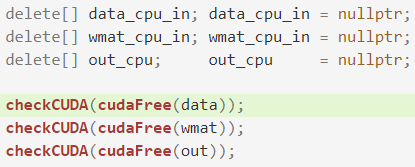 delete[] data_cpu_in; data_cpu_in = nullptr;
delete[] wmat_cpu_in; wmat_cpu_in = nullptr;
delete[] out_cpu;     out_cpu     = nullptr;
checkCUDA(cudaFree(data));
checkCUDA(cudaFree(wmat));
checkCUDA(cudaFree(out));